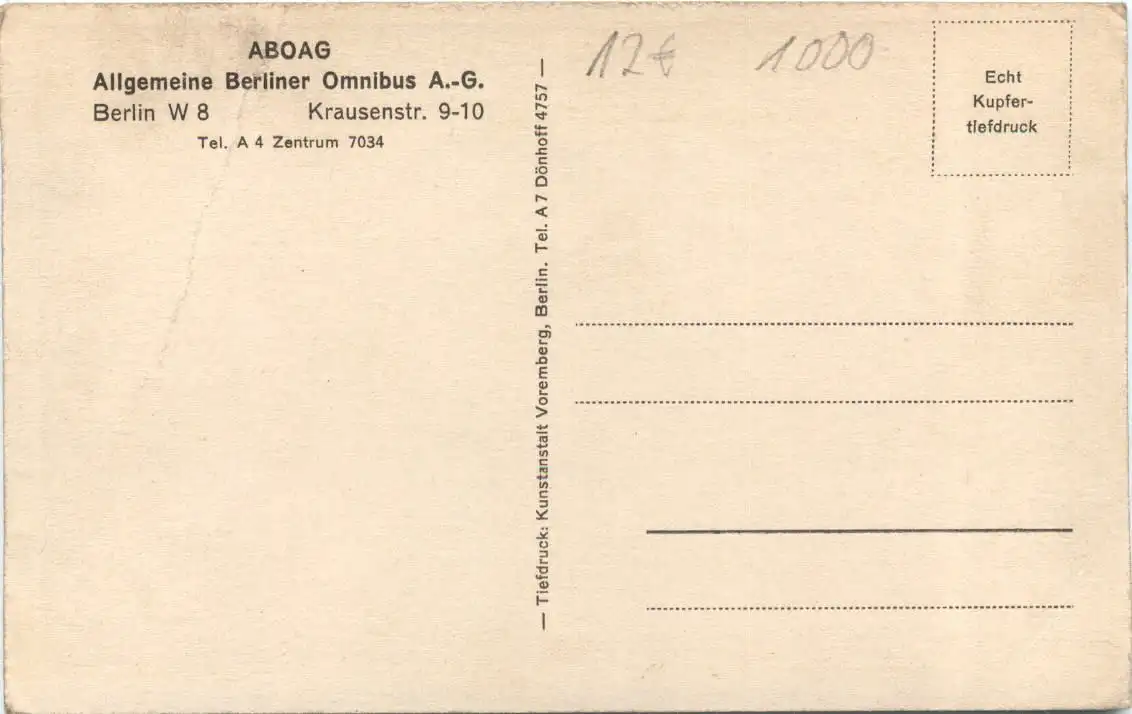 ABOAG
Allgemeine Berliner Omnibus A.-G.
Berlin W 8 Krausenstr. 9-10
Tel. A 4 Zentrum 7034
— Tiefdruck: Kunstanstalt Voremberg, Berlin. Tel. A 7 Dönhoff 4757 —
12€ 1000
Echt
Kupfer-
tiefdruck